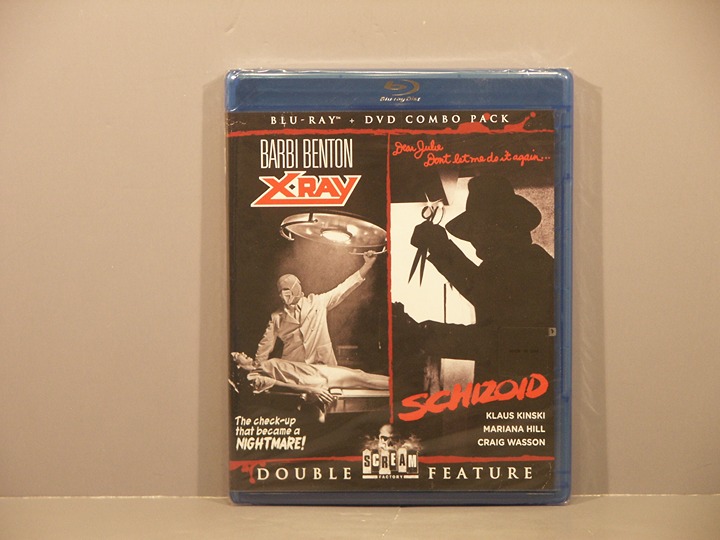 Blu-ray Disc
BLU-RAY™ + DVD COMBO PACK
BARBI BENTON
X-RAY
The check-up
that became a
NIGHTMARE!
Dear Julie
Don't let me do it again...
SCHIZOID
KLAUS KINSKI
MARIANA HILL
CRAIG WASSON
SCREAM
FACTORY
DOUBLE FEATURE